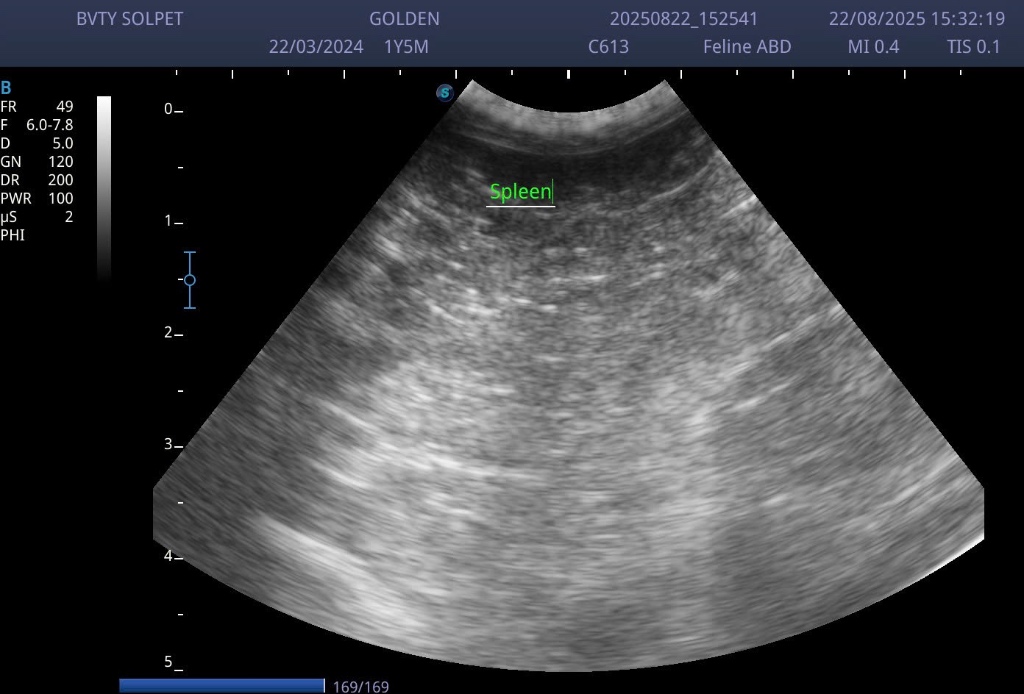 BVTY SOLPET GOLDEN 20250822_152541 22/08/2025 15:32:19
22/03/2024 1Y5M C613 Feline ABD MI 0.4 TIS 0.1
B
FR 49
F 6.0-7.8
D 5.0
GN 120
DR 200
PWR 100
µS 2
PHI
S
0
Spleen
1
2
3
4
5
169/169